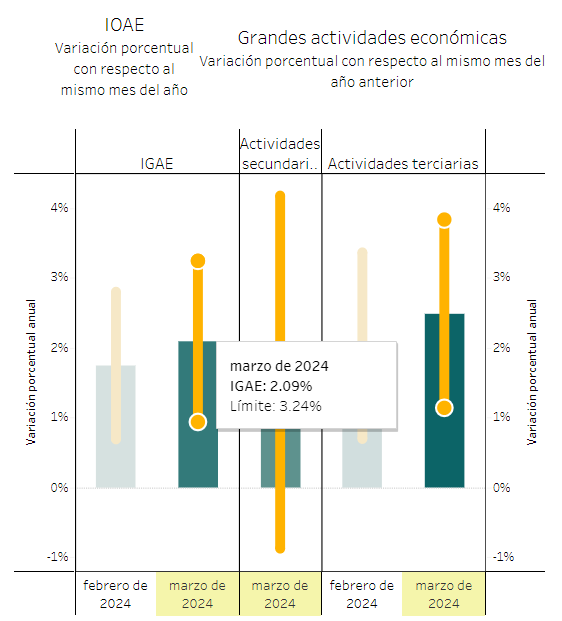 IOAE
Variación porcentual
con respecto al
mismo mes del año
Grandes actividades económicas
Variación porcentual con respecto al mismo mes del
año anterior
IGAE
Actividades
secundari..
Actividades terciarias
Variación porcentual anual
4%
3%
2%
1%
0%
-1%
marzo de 2024
IGAE: 2.09%
Límite: 3.24%
4%
3%
2%
1%
0%
-1%
Variación porcentual anual
febrero de
2024
marzo de
2024
marzo de
2024
febrero de
2024
marzo de
2024